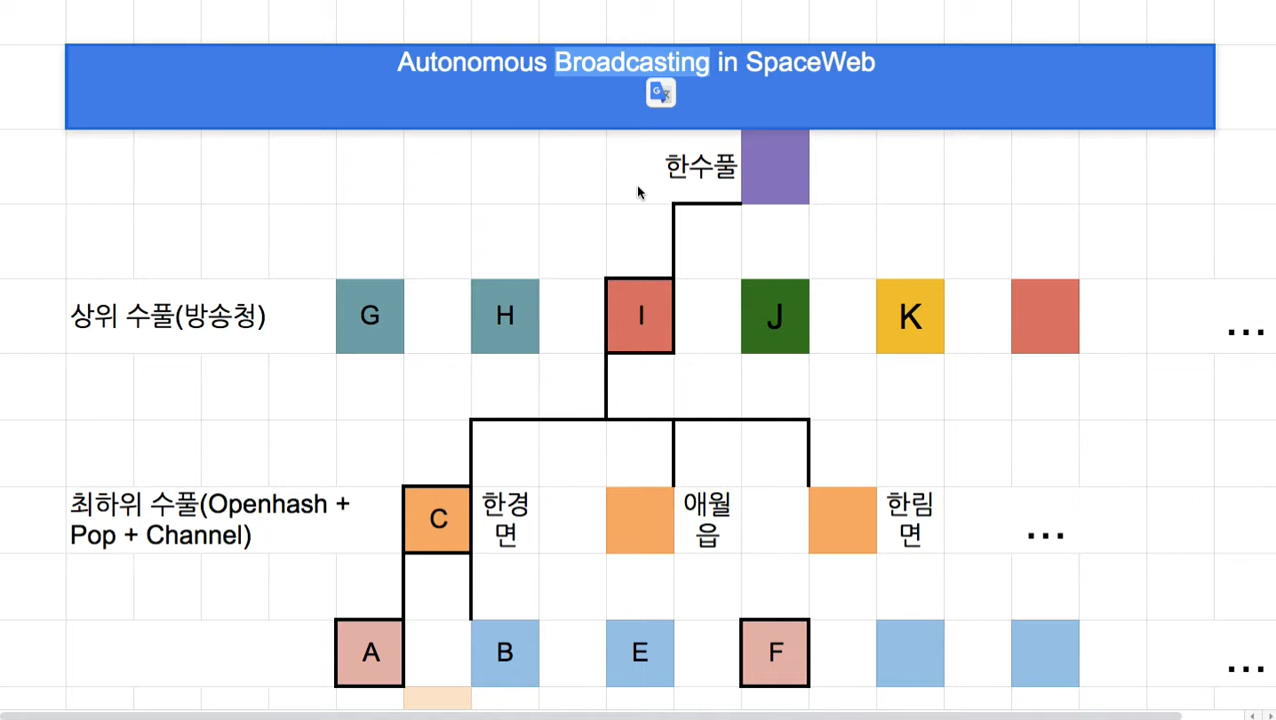 Autonomous Broadcasting in SpaceWeb
한수풀
상위 수풀(방송청)
G
H
I
J
K
...
최하위 수풀(Openhash +
Pop + Channel)
C
한경
면
애월
읍
한림
면
...
A
B
E
F
...